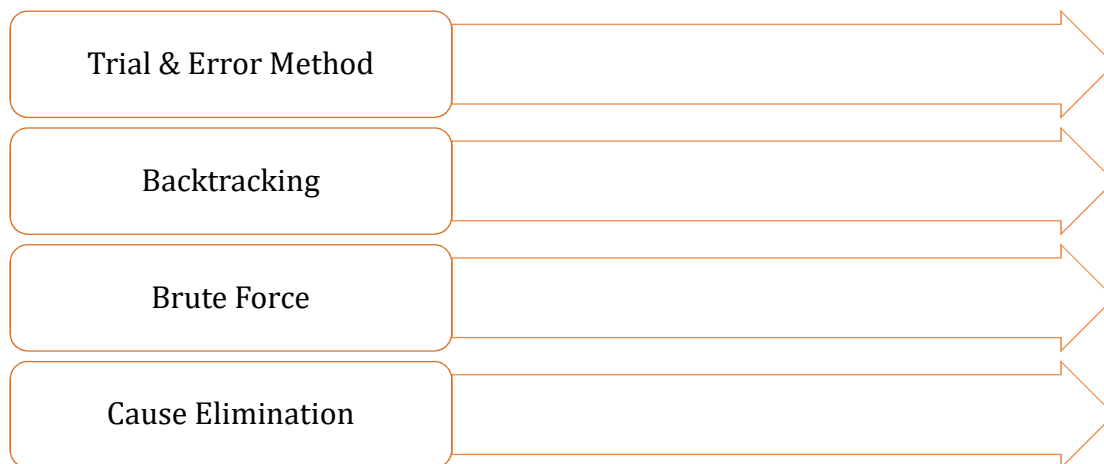 Trial & Error Method
Backtracking
Brute Force
Cause Elimination